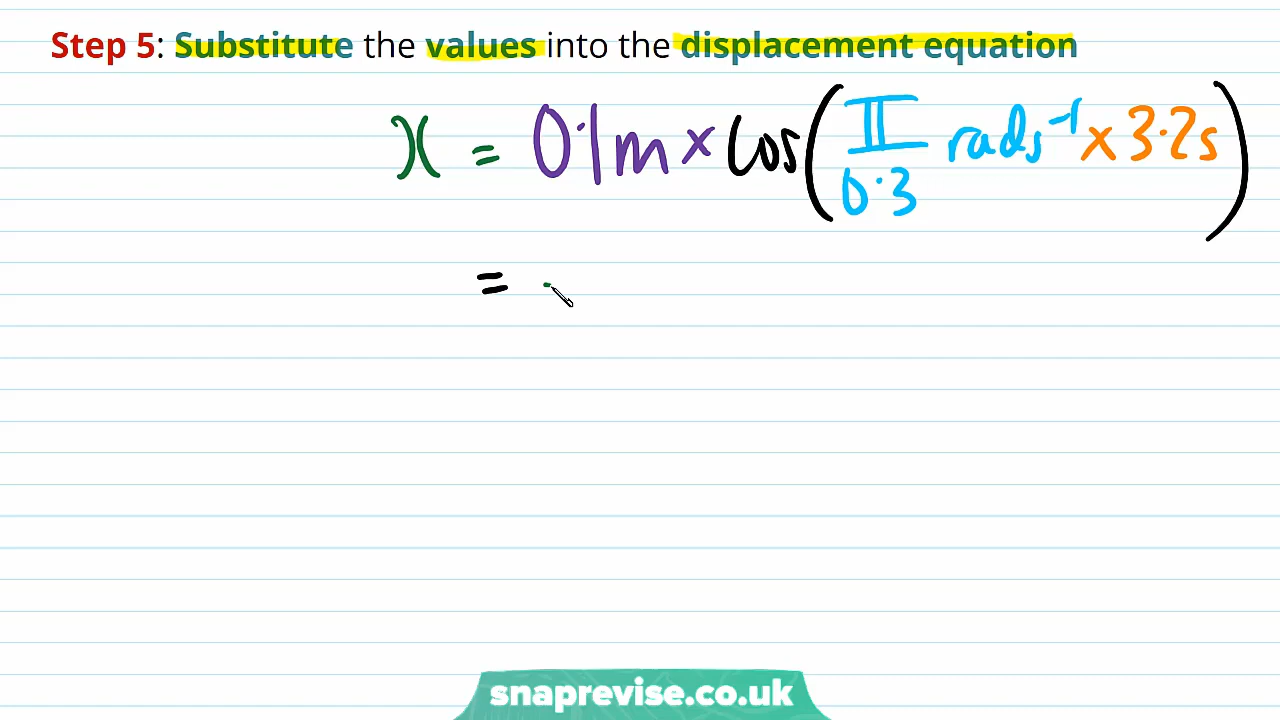 Step 5: Substitute the values into the displacement equation
x = 0.1m × cos(π/0.3 rads⁻¹ × 3.2s)
=
snaprevise.co.uk